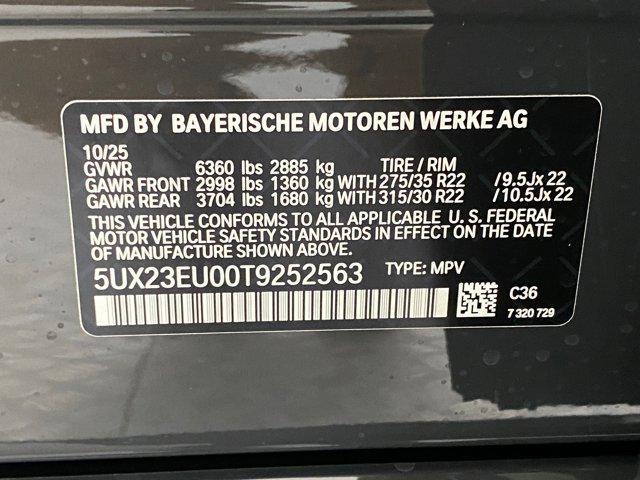 MFD BY BAYERISCHE MOTOREN WERKE AG
10/25
GVWR 6360 lbs 2885 kg TIRE / RIM
GAWR FRONT 2998 lbs 1360 kg WITH 275/35 R22 /9.5Jx 22
GAWR REAR 3704 lbs 1680 kg WITH 315/30 R22 /10.5Jx 22
THIS VEHICLE CONFORMS TO ALL APPLICABLE U. S. FEDERAL
MOTOR VEHICLE SAFETY STANDARDS IN EFFECT ON THE DATE
OF MANUFACTURE SHOWN ABOVE.
5UX23EU00T9252563 TYPE: MPV
C36
7 320 729